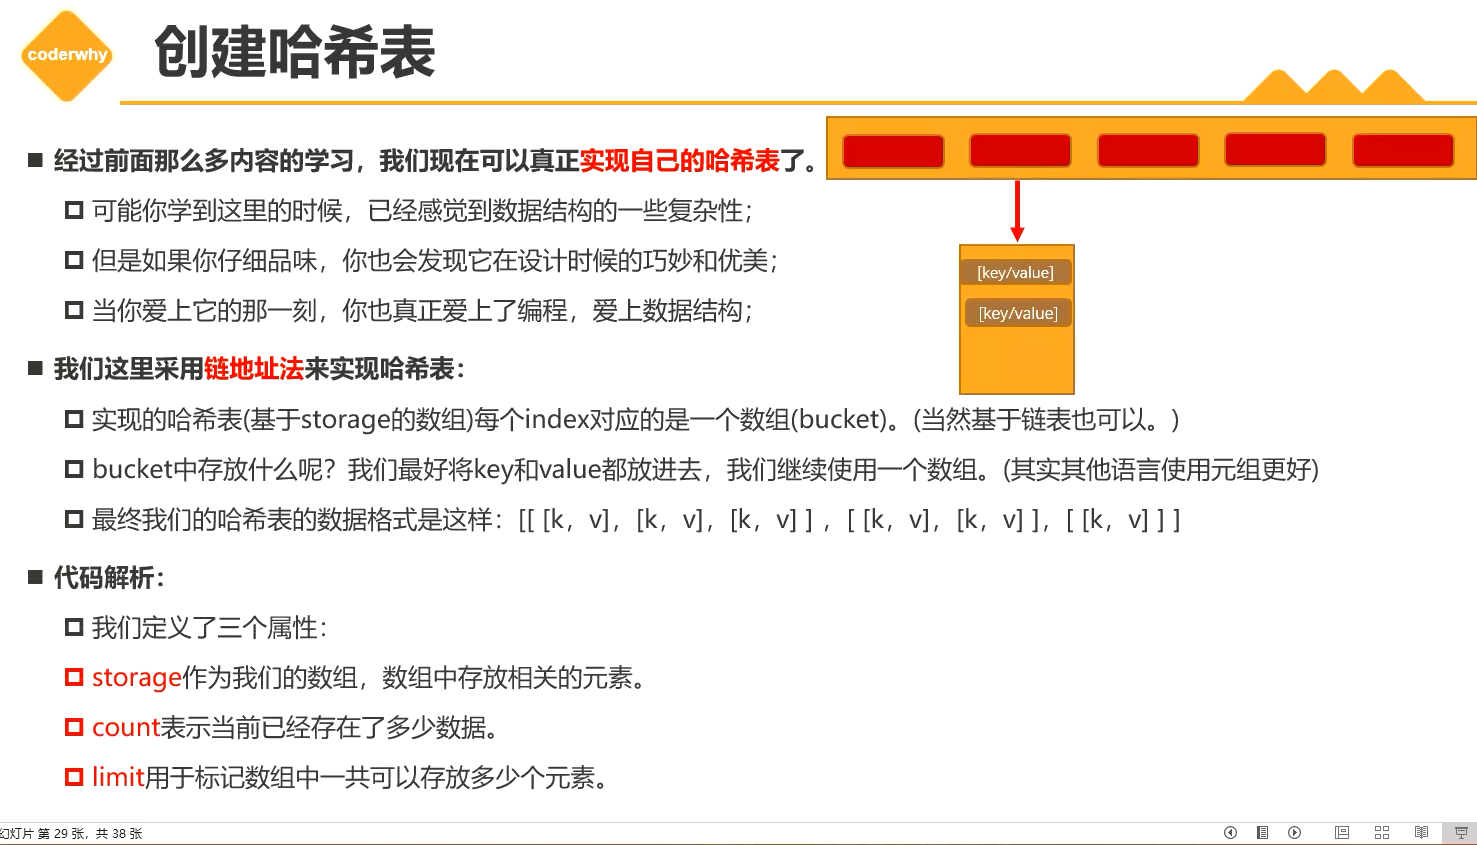 coderwhy
创建哈希表
经过前面那么多内容的学习，我们现在可以真正实现自己的哈希表了。
可能你学到这里的时候，已经感觉到数据结构的一些复杂性；
但是如果你仔细品味，你也会发现它在设计时候的巧妙和优美；
当你爱上它的那一刻，你也真正爱上了编程，爱上数据结构；
[key/value]
[key/value]
我们这里采用链地址法来实现哈希表：
实现的哈希表(基于storage的数组)每个index对应的是一个数组(bucket)。(当然基于链表也可以。)
bucket中存放什么呢？我们最好将key和value都放进去，我们继续使用一个数组。(其实其他语言使用元组更好)
最终我们的哈希表的数据格式是这样：[[ [k，v]，[k，v]，[k，v] ] ，[ [k，v]，[k，v] ]，[ [k，v] ] ]
代码解析：
我们定义了三个属性：
storage作为我们的数组，数组中存放相关的元素。
count表示当前已经存在了多少数据。
limit用于标记数组中一共可以存放多少个元素。
幻灯片 第 29 张，共 38 张